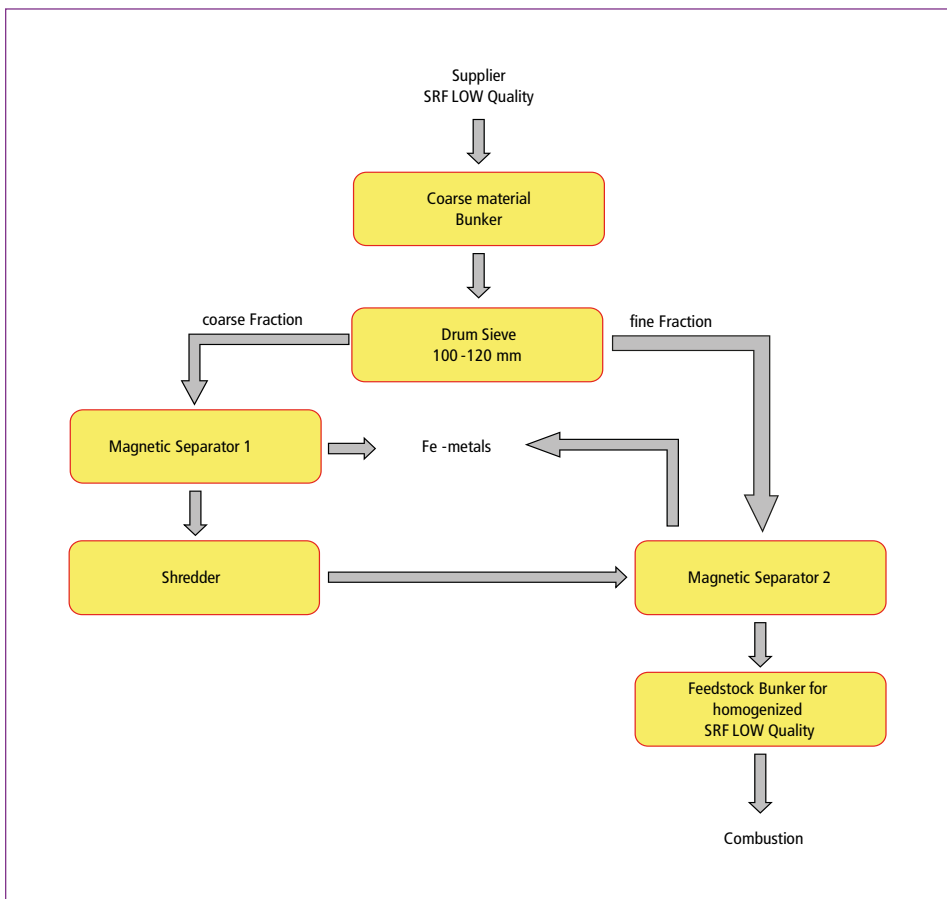 Supplier
SRF LOW Quality
Coarse material
Bunker
coarse Fraction
Drum Sieve
100 -120 mm
fine Fraction
Magnetic Separator 1
Fe -metals
Shredder
Magnetic Separator 2
Feedstock Bunker for
homogenized
SRF LOW Quality
Combustion